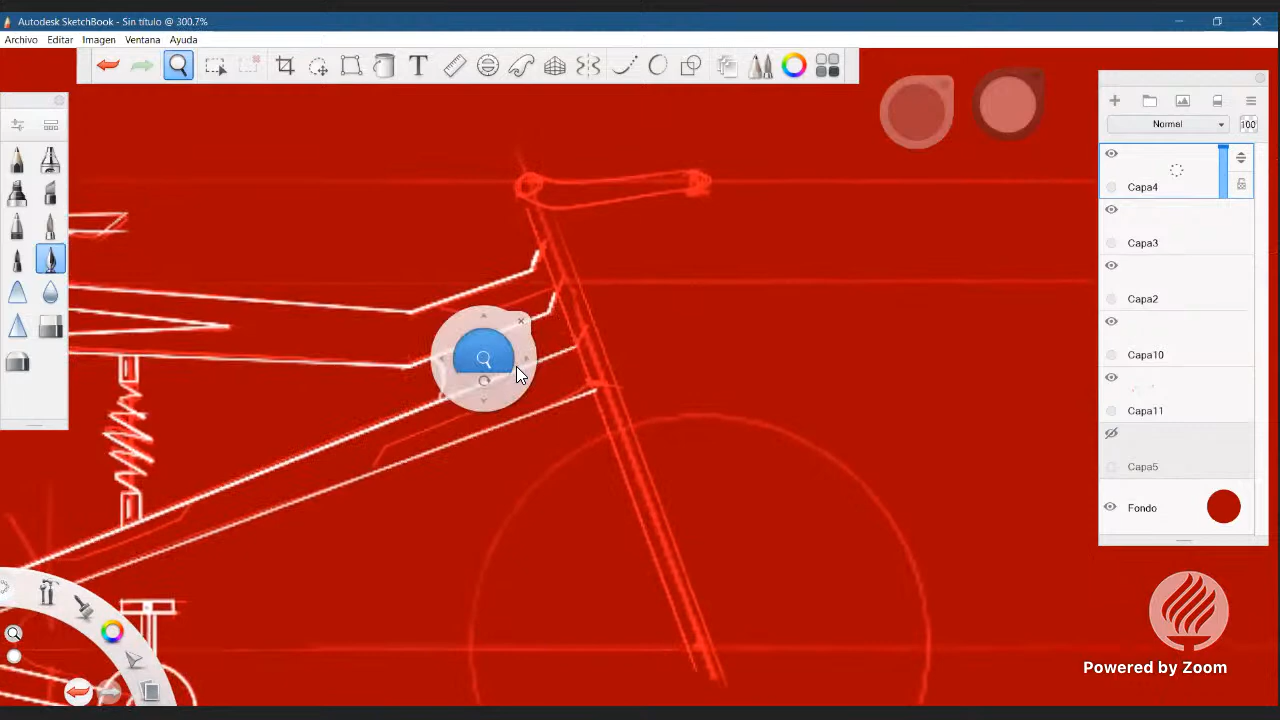 Autodesk SketchBook - Sin título @ 300.7%
Archivo Editar Imagen Ventana Ayuda
T
Normal 100
Capa4
Capa3
Capa2
Capa10
Capa11
Capa5
Fondo
Powered by Zoom